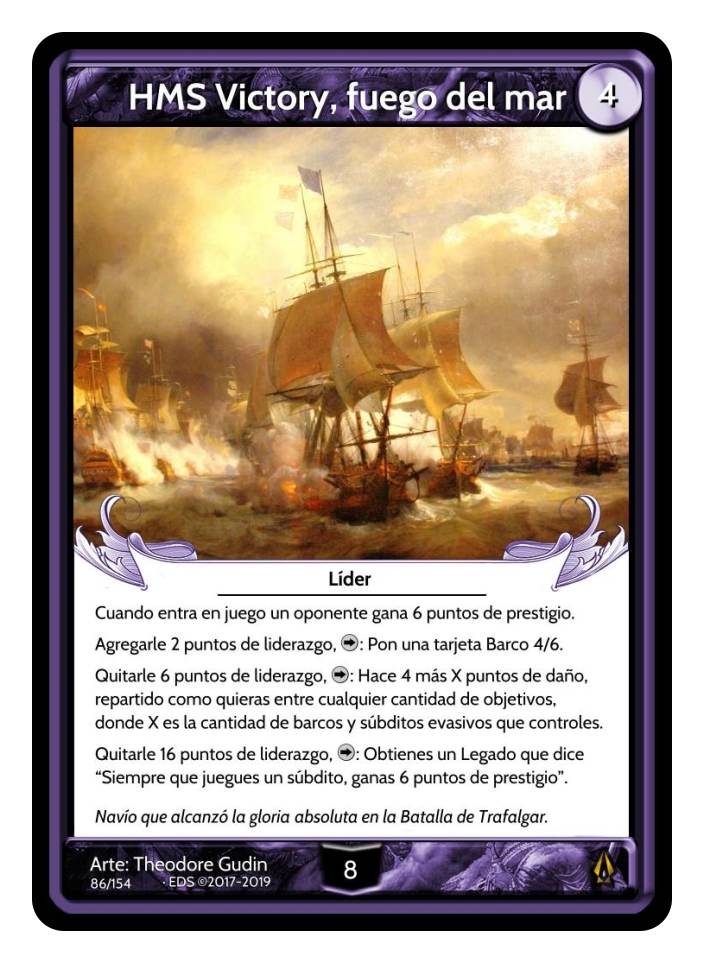 HMS Victory, fuego del mar
4
Líder
Cuando entra en juego un oponente gana 6 puntos de prestigio.
Agregarle 2 puntos de liderazgo, ➡: Pon una tarjeta Barco 4/6.
Quitarle 6 puntos de liderazgo, ➡: Hace 4 más X puntos de daño,
repartido como quieras entre cualquier cantidad de objetivos,
donde X es la cantidad de barcos y súbditos evasivos que controles.
Quitarle 16 puntos de liderazgo, ➡: Obtienes un Legado que dice
“Siempre que juegues un súbdito, ganas 6 puntos de prestigio”.
Navío que alcanzó la gloria absoluta en la Batalla de Trafalgar.
Arte: Theodore Gudin
86/154 · EDS ©2017-2019
8